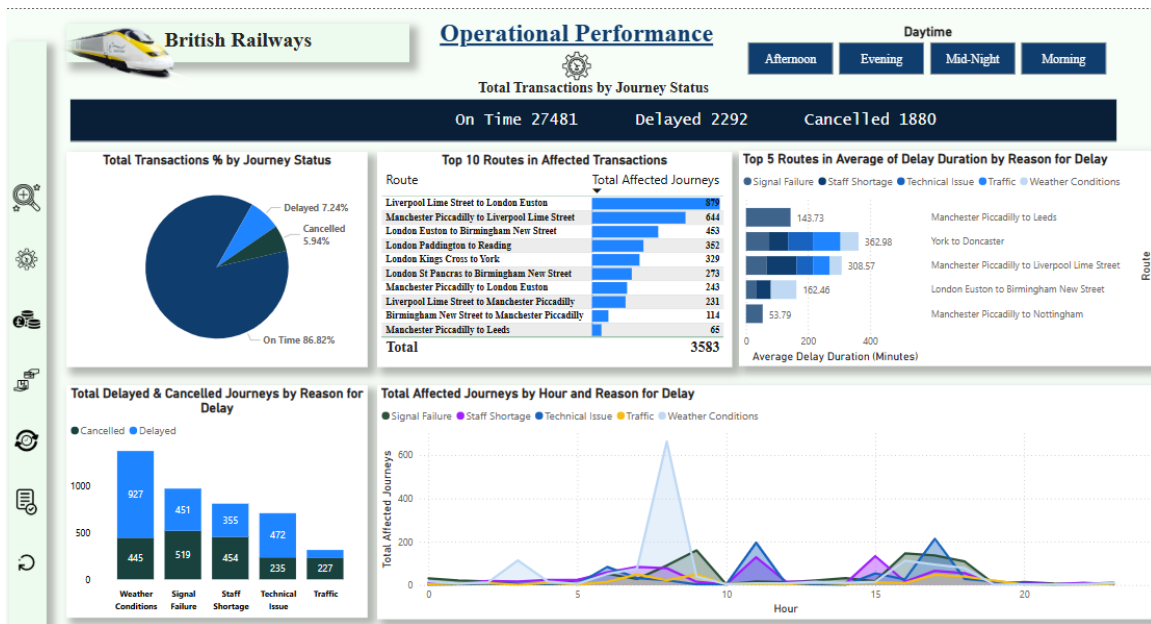 British Railways
Operational Performance
Total Transactions by Journey Status
Daytime
Afternoon Evening Mid-Night Morning
On Time 27481 Delayed 2292 Cancelled 1880
Total Transactions % by Journey Status
Delayed 7.24%
Cancelled
5.94%
On Time 86.82%
Top 10 Routes in Affected Transactions
Route Total Affected Journeys
Liverpool Lime Street to London Euston 879
Manchester Piccadilly to Liverpool Lime Street 644
London Euston to Birmingham New Street 453
London Paddington to Reading 352
London Kings Cross to York 329
London St Pancras to Birmingham New Street 273
Manchester Piccadilly to London Euston 243
Liverpool Lime Street to Manchester Piccadilly 231
Birmingham New Street to Manchester Piccadilly 114
Manchester Piccadilly to Leeds 65
Total 3583
Top 5 Routes in Average of Delay Duration by Reason for Delay
Signal Failure Staff Shortage Technical Issue Traffic Weather Conditions
143.73 Manchester Piccadilly to Leeds
362.98 York to Doncaster
308.57 Manchester Piccadilly to Liverpool Lime Street
162.46 London Euston to Birmingham New Street
53.79 Manchester Piccadilly to Nottingham
0 200 400
Average Delay Duration (Minutes)
Route
Total Delayed & Cancelled Journeys by Reason for
Delay
Cancelled Delayed
1000
500
0
927 451 355 472
445 519 454 235 227
Weather Signal Staff Technical Traffic
Conditions Failure Shortage Issue
Total Affected Journeys by Hour and Reason for Delay
Signal Failure Staff Shortage Technical Issue Traffic Weather Conditions
Total Affected Journeys
600
400
200
0
0 5 10 15 20
Hour